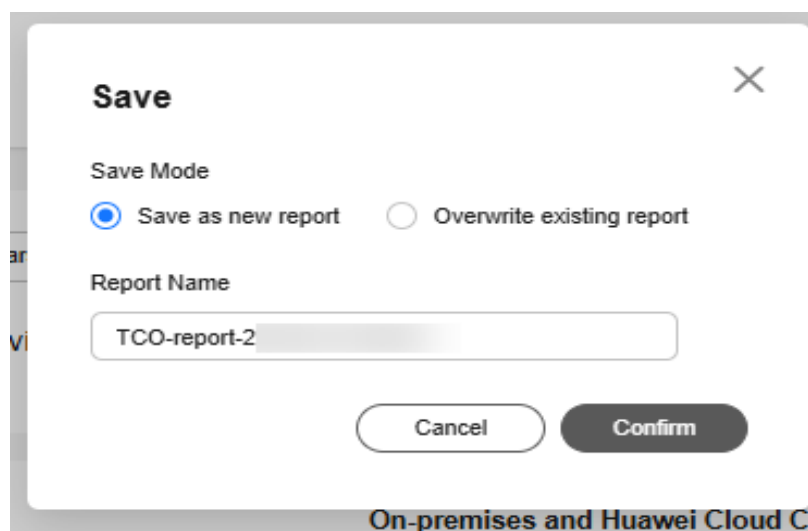 Save
Save Mode
Save as new report Overwrite existing report
Report Name
TCO-report-2
Cancel Confirm
On-premises and Huawei Cloud C